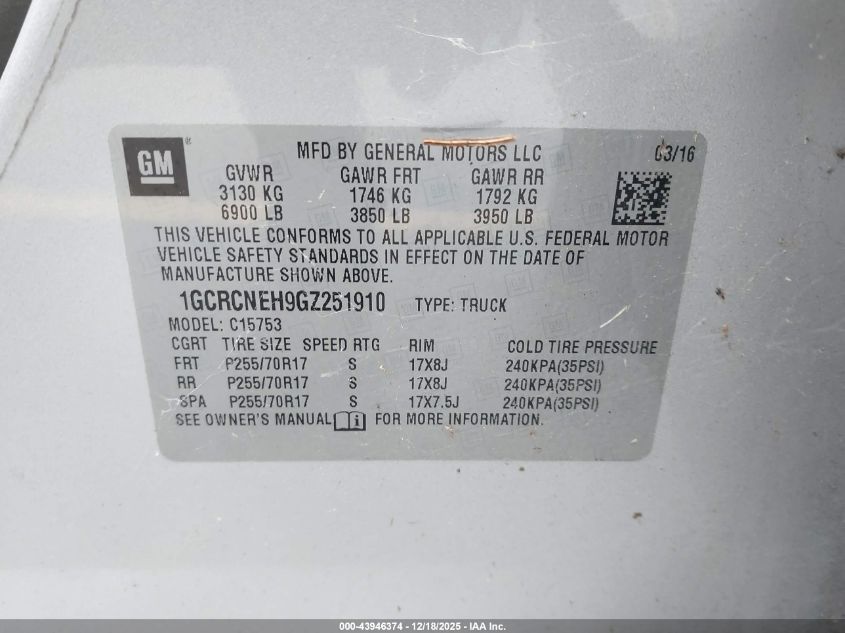 GM
MFD BY GENERAL MOTORS LLC 03/16
GVWR GAWR FRT GAWR RR
3130 KG 1746 KG 1792 KG
6900 LB 3850 LB 3950 LB
THIS VEHICLE CONFORMS TO ALL APPLICABLE U.S. FEDERAL MOTOR
VEHICLE SAFETY STANDARDS IN EFFECT ON THE DATE OF
MANUFACTURE SHOWN ABOVE.
1GCRCNEH9GZ251910 TYPE: TRUCK
MODEL: C15753
CGRT TIRE SIZE SPEED RTG RIM COLD TIRE PRESSURE
FRT P255/70R17 S 17X8J 240KPA(35PSI)
RR P255/70R17 S 17X8J 240KPA(35PSI)
SPA P255/70R17 S 17X7.5J 240KPA(35PSI)
SEE OWNER'S MANUAL FOR MORE INFORMATION.
000-43946374 - 12/18/2025 - IAA Inc.